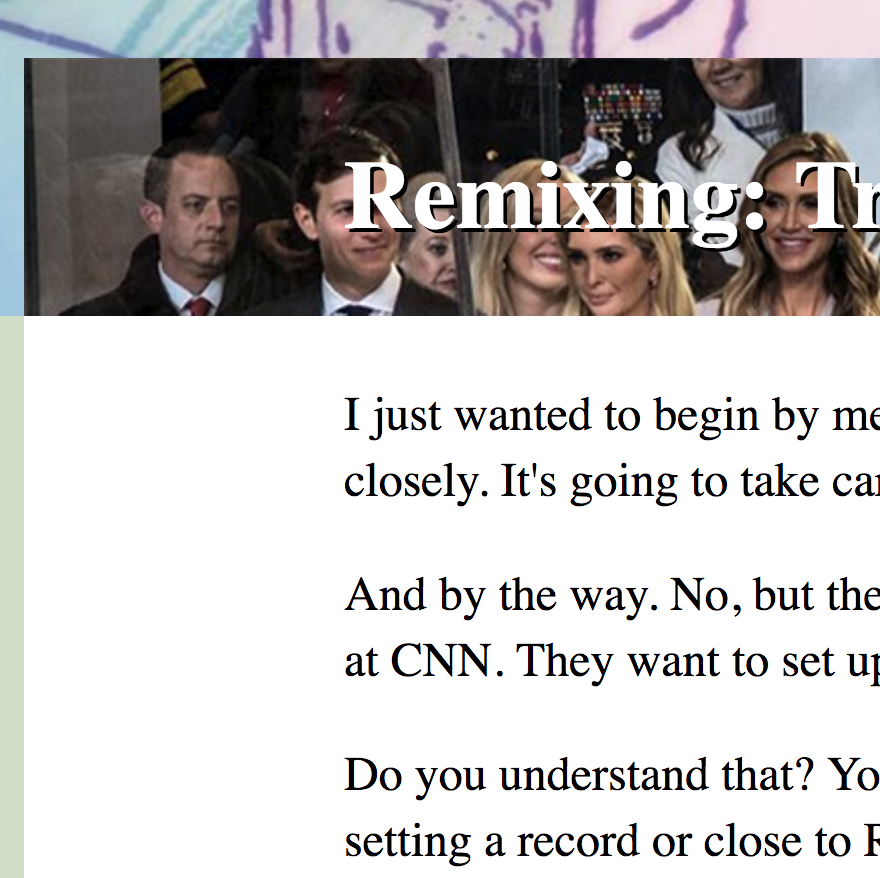 Remixing: Tr
I just wanted to begin by me
closely. It's going to take car
And by the way. No, but the
at CNN. They want to set up
Do you understand that? Yo
setting a record or close to R